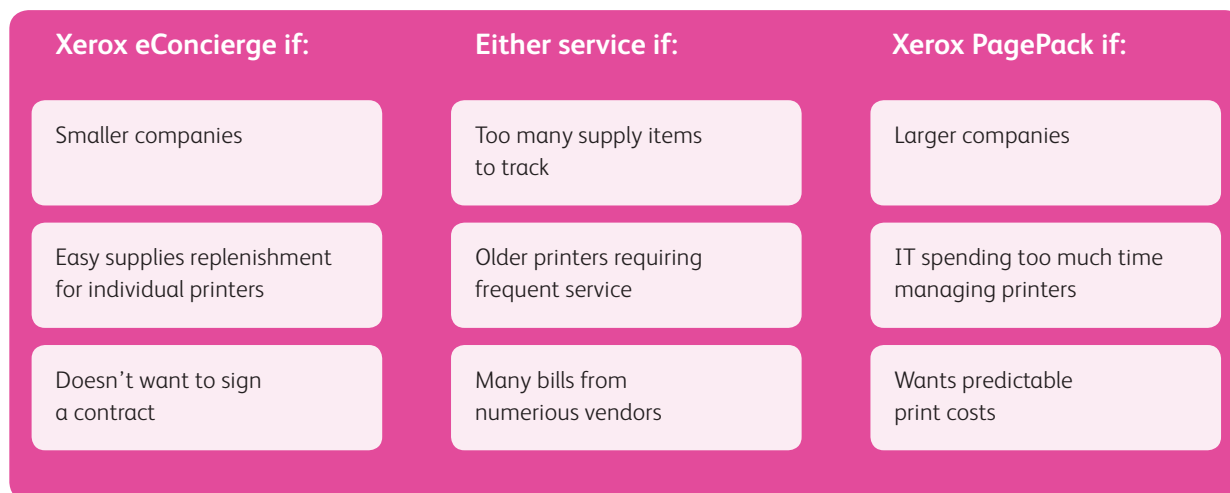 Xerox eConcierge if:
Smaller companies
Easy supplies replenishment
for individual printers
Doesn’t want to sign
a contract
Either service if:
Too many supply items
to track
Older printers requiring
frequent service
Many bills from
numerious vendors
Xerox PagePack if:
Larger companies
IT spending too much time
managing printers
Wants predictable
print costs